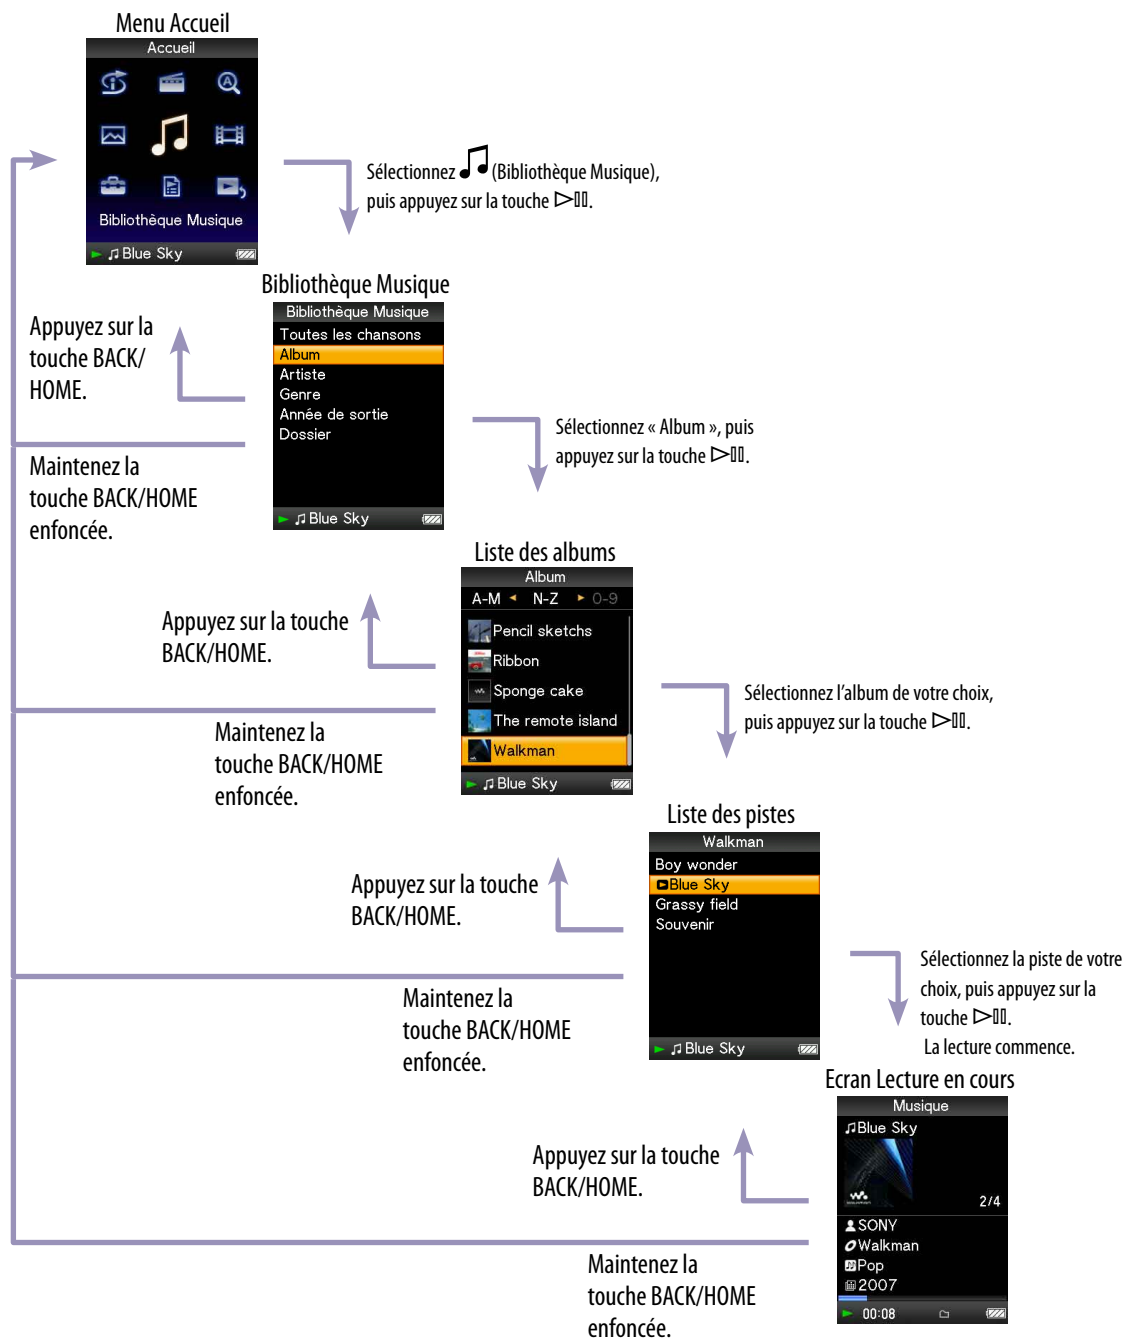 Menu Accueil
Accueil
Bibliothèque Musique
Blue Sky
Sélectionnez (Bibliothèque Musique),
puis appuyez sur la touche.
Bibliothèque Musique
Bibliothèque Musique
Toutes les chansons
Album
Artiste
Genre
Année de sortie
Dossier
Blue Sky
Appuyez sur la
touche BACK/
HOME.
Maintenez la
touche BACK/HOME
enfoncée.
Sélectionnez « Album », puis
appuyez sur la touche.
Liste des albums
Album
A-M N-Z 0-9
Pencil sketchs
Ribbon
Sponge cake
The remote island
Walkman
Blue Sky
Appuyez sur la touche
BACK/HOME.
Maintenez la
touche BACK/HOME
enfoncée.
Sélectionnez l'album de votre choix,
puis appuyez sur la touche.
Liste des pistes
Walkman
Boy wonder
Blue Sky
Grassy field
Souvenir
Blue Sky
Appuyez sur la touche
BACK/HOME.
Maintenez la
touche BACK/HOME
enfoncée.
Sélectionnez la piste de votre
choix, puis appuyez sur la
touche.
La lecture commence.
Ecran Lecture en cours
Musique
Blue Sky
2/4
SONY
Walkman
Pop
2007
00:08
Appuyez sur la touche
BACK/HOME.
Maintenez la
touche BACK/HOME
enfoncée.